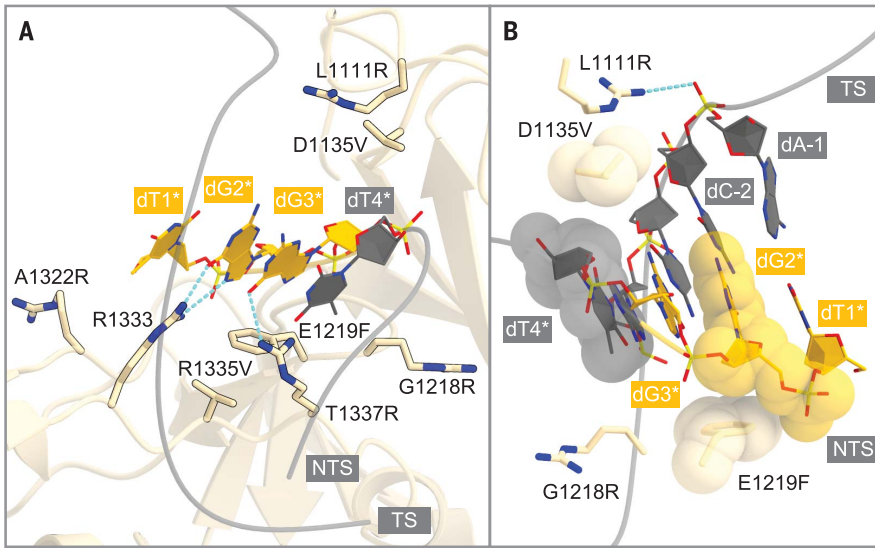 A
L1111R
D1135V
dT1*
dG2*
dG3*
dT4*
A1322R
R1333
E1219F
R1335V
G1218R
T1337R
NTS
TS
B
L1111R
TS
D1135V
dA-1
dC-2
dG2*
dT1*
dT4*
dG3*
NTS
G1218R
E1219F